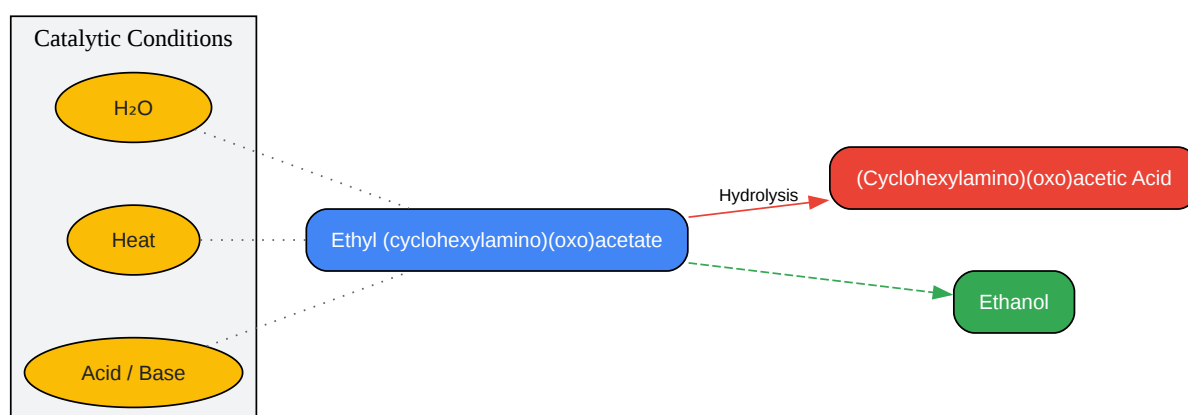 Catalytic Conditions
H₂O
Heat
Acid / Base
Ethyl (cyclohexylamino)(oxo)acetate
Hydrolysis
(Cyclohexylamino)(oxo)acetic Acid
Ethanol